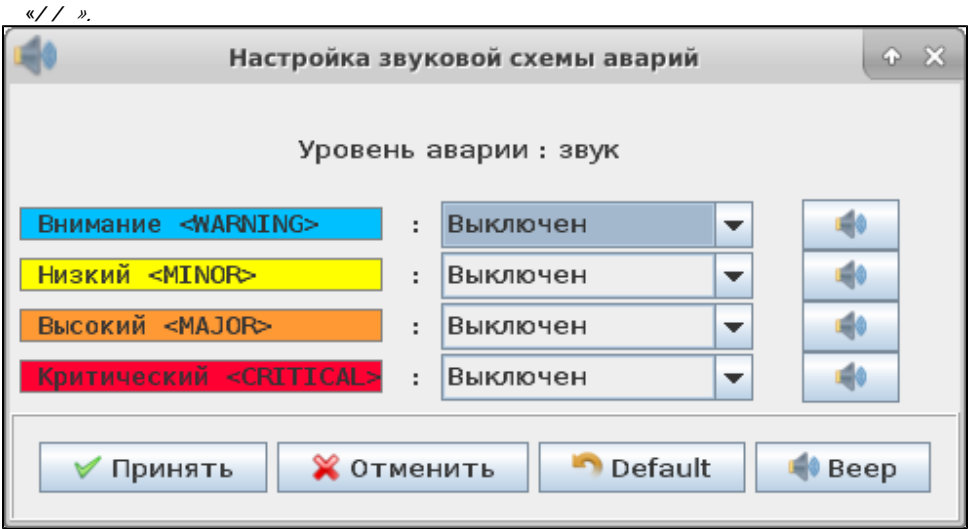 «// ».
Настройка звуковой схемы аварий
Уровень аварии : звук
Внимание <WARNING> : Выключен
Низкий <MINOR> : Выключен
Высокий <MAJOR> : Выключен
Критический <CRITICAL> : Выключен
Принять Отменить Default Beep